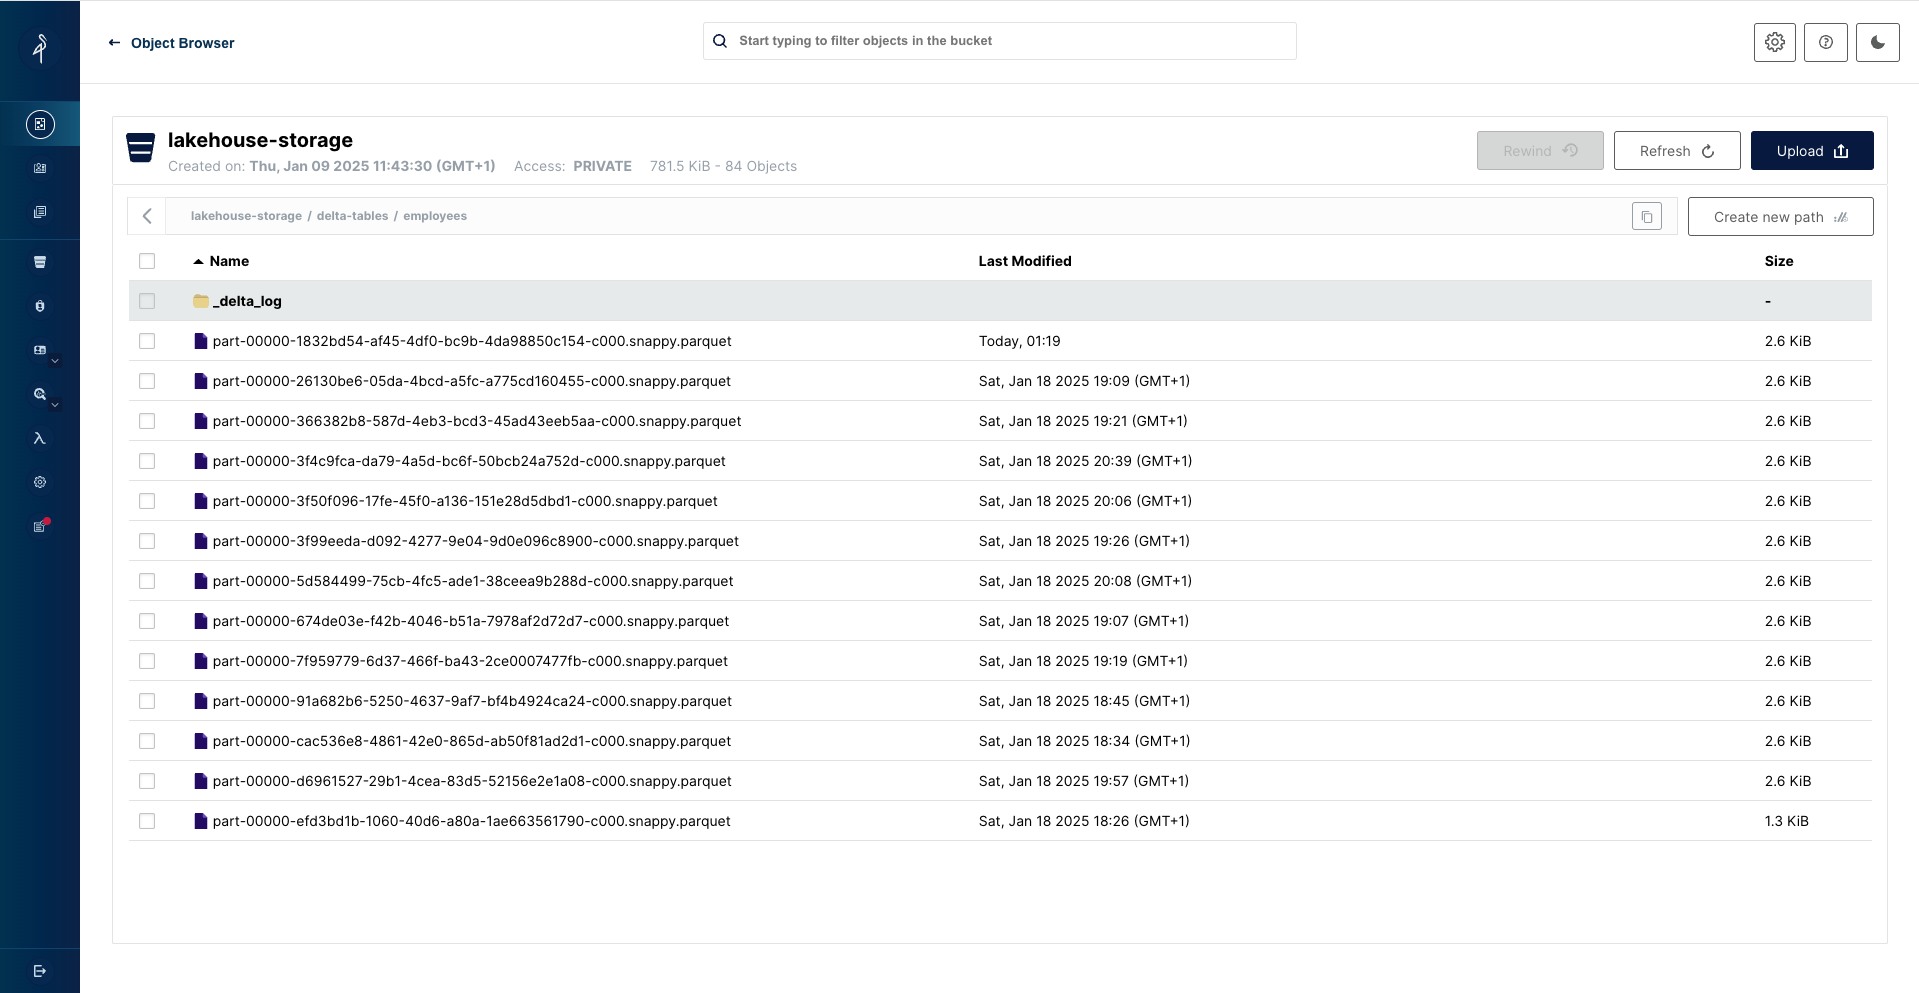 ← Object Browser
Start typing to filter objects in the bucket
lakehouse-storage
Created on: Thu, Jan 09 2025 11:43:30 (GMT+1) Access: PRIVATE 781.5 KiB - 84 Objects
Rewind Refresh Upload
lakehouse-storage / delta-tables / employees
Create new path
Name Last Modified Size
_delta_log -
part-00000-1832bd54-af45-4df0-bc9b-4da98850c154-c000.snappy.parquet Today, 01:19 2.6 KiB
part-00000-26130be6-05da-4bcd-a5fc-a775cd160455-c000.snappy.parquet Sat, Jan 18 2025 19:09 (GMT+1) 2.6 KiB
part-00000-366382b8-587d-4eb3-bcd3-45ad43eeb5aa-c000.snappy.parquet Sat, Jan 18 2025 19:21 (GMT+1) 2.6 KiB
part-00000-3f4c9fca-da79-4a5d-bc6f-50bcb24a752d-c000.snappy.parquet Sat, Jan 18 2025 20:39 (GMT+1) 2.6 KiB
part-00000-3f50f096-17fe-45f0-a136-151e28d5dbd1-c000.snappy.parquet Sat, Jan 18 2025 20:06 (GMT+1) 2.6 KiB
part-00000-3f99eeda-d092-4277-9e04-9d0e096c8900-c000.snappy.parquet Sat, Jan 18 2025 19:26 (GMT+1) 2.6 KiB
part-00000-5d584499-75cb-4fc5-ade1-38ceea9b288d-c000.snappy.parquet Sat, Jan 18 2025 20:08 (GMT+1) 2.6 KiB
part-00000-674de03e-f42b-4046-b51a-7978af2d72d7-c000.snappy.parquet Sat, Jan 18 2025 19:07 (GMT+1) 2.6 KiB
part-00000-7f959779-6d37-466f-ba43-2ce0007477fb-c000.snappy.parquet Sat, Jan 18 2025 19:19 (GMT+1) 2.6 KiB
part-00000-91a682b6-5250-4637-9af7-bf4b4924ca24-c000.snappy.parquet Sat, Jan 18 2025 18:45 (GMT+1) 2.6 KiB
part-00000-cac536e8-4861-42e0-865d-ab50f81ad2d1-c000.snappy.parquet Sat, Jan 18 2025 18:34 (GMT+1) 2.6 KiB
part-00000-d6961527-29b1-4cea-83d5-52156e2e1a08-c000.snappy.parquet Sat, Jan 18 2025 19:57 (GMT+1) 2.6 KiB
part-00000-efd3bd1b-1060-40d6-a80a-1ae663561790-c000.snappy.parquet Sat, Jan 18 2025 18:26 (GMT+1) 1.3 KiB